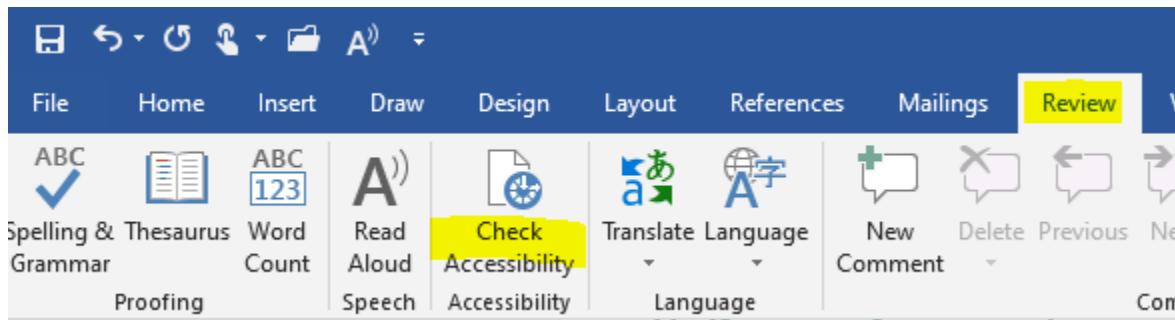 File Home Insert Draw Design Layout References Mailings Review
ABC ABC
123
Spelling & Thesaurus Word Read Check Translate Language New Delete Previous
Grammar Count Aloud Accessibility Comment
Proofing Speech Accessibility Language